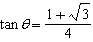 tan θ = (1 + √3) / 4